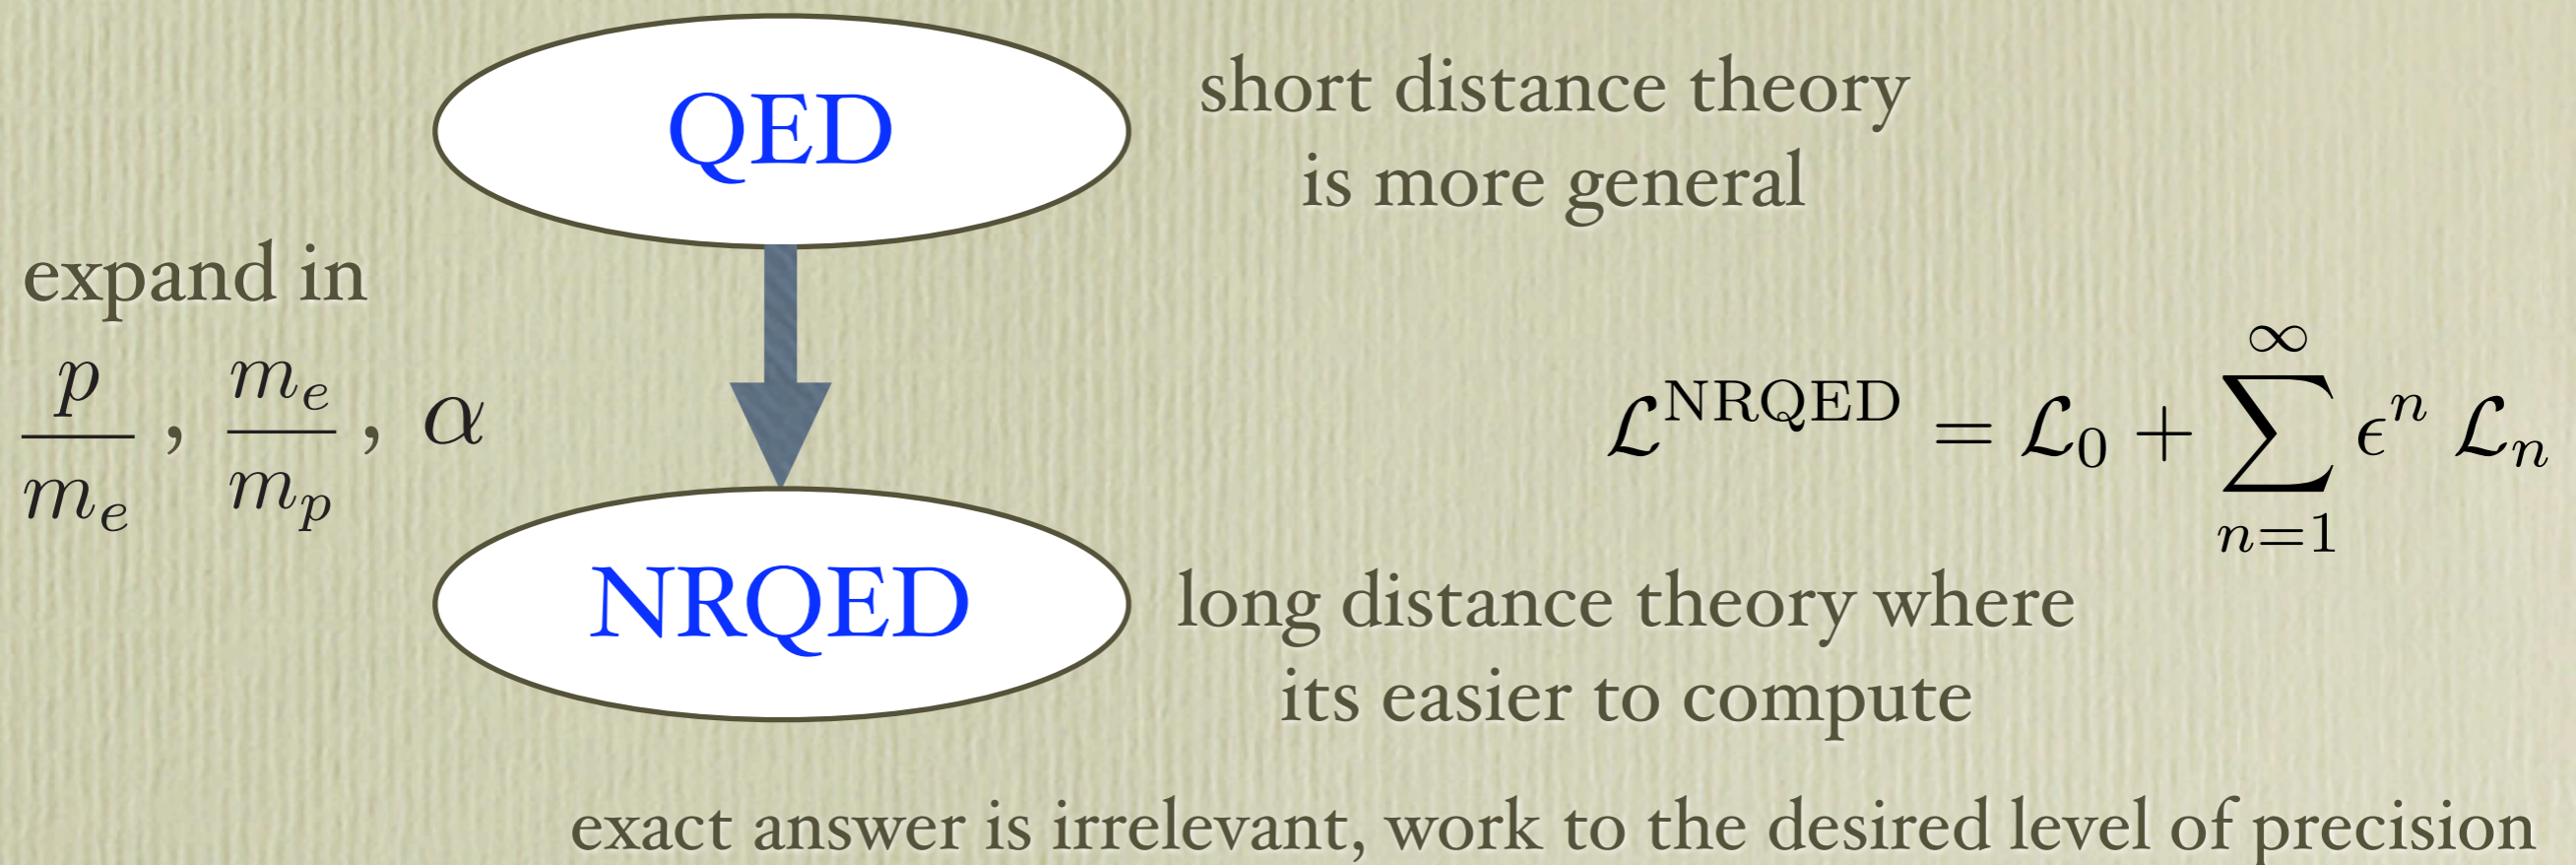 QED
short distance theory
is more general
expand in
p/m_e , m_e/m_p , α
ℒ^NRQED = ℒ_0 + ∑_{n=1}^{∞} ϵ^n ℒ_n
NRQED
long distance theory where
its easier to compute
exact answer is irrelevant, work to the desired level of precision